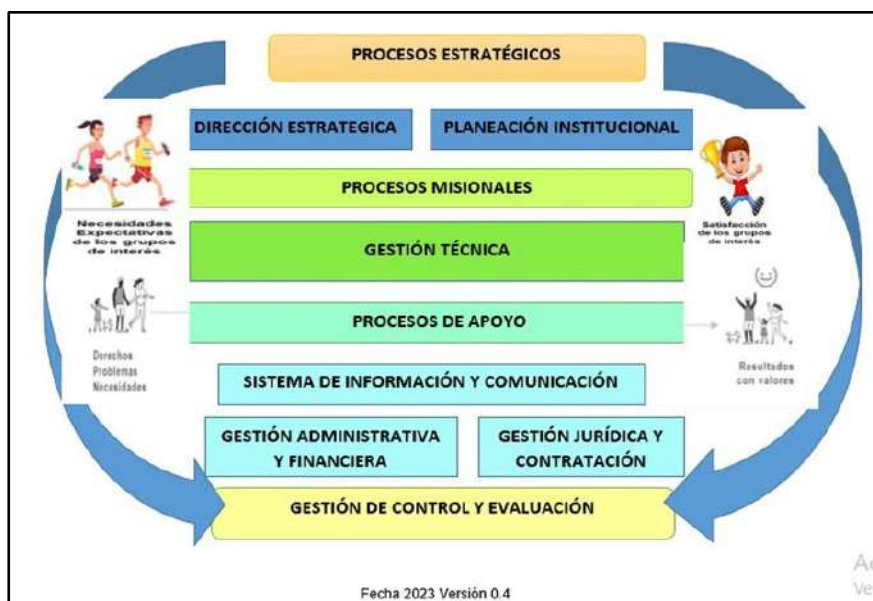 PROCESOS ESTRATÉGICOS
DIRECCIÓN ESTRATEGICA
PLANEACIÓN INSTITUCIONAL
PROCESOS MISIONALES
Necesidades
Expectativas
de los grupos
de interés
Satisfacción
de los grupos
de interés
GESTIÓN TÉCNICA
PROCESOS DE APOYO
Derechos
Problemas
Necesidades
Resultados
con valores
SISTEMA DE INFORMACIÓN Y COMUNICACIÓN
GESTIÓN ADMINISTRATIVA
Y FINANCIERA
GESTIÓN JURÍDICA Y
CONTRATACIÓN
GESTIÓN DE CONTROL Y EVALUACIÓN
Fecha 2023 Versión 0.4